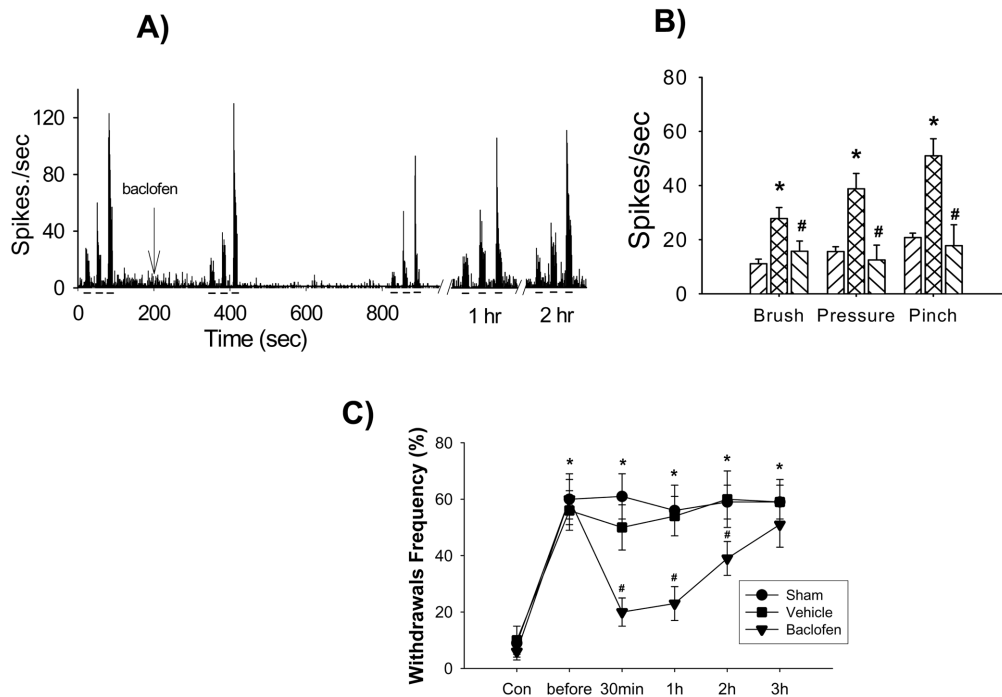 A)
Spikes./sec
120
80
40
0
baclofen
0 200 400 600 800 1 hr 2 hr
Time (sec)
B)
Spikes/sec
80
60
40
20
0
* * *
# # #
Brush Pressure Pinch
C)
Withdrawals Frequency (%)
80
60
40
20
0
* * * * *
# # #
Sham
Vehicle
Baclofen
Con before 30min 1h 2h 3h